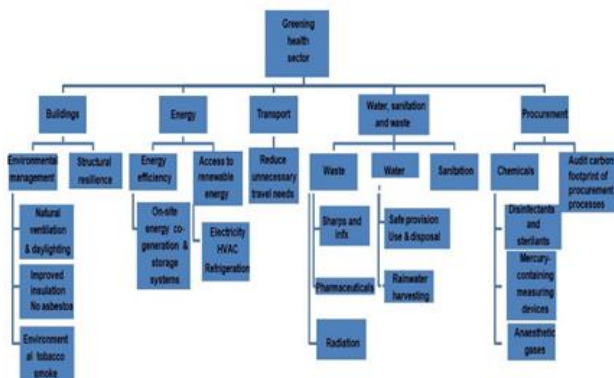 Greening
health
sector
Buildings
Energy
Transport
Water, sanitation
and waste
Procurement
Environmental
management
Structural
resilience
Energy
efficiency
Access to
renewable
energy
Reduce
unnecessary
travel needs
Waste
Water
Sanitation
Chemicals
Audit carbon
footprint of
procurement
processes
Natural
ventilation
& daylighting
On-site
energy co-
generation &
storage
systems
Electricity
HVAC
Refrigeration
Sharps and
infx
Safe provision
Use & disposal
Disinfectants
and
sterilants
Improved
insulation
No asbestos
Pharmaceuticals
Rainwater
harvesting
Mercury-
containing
measuring
devices
Environment
al tobacco
smoke
Radiation
Anaesthetic
gases